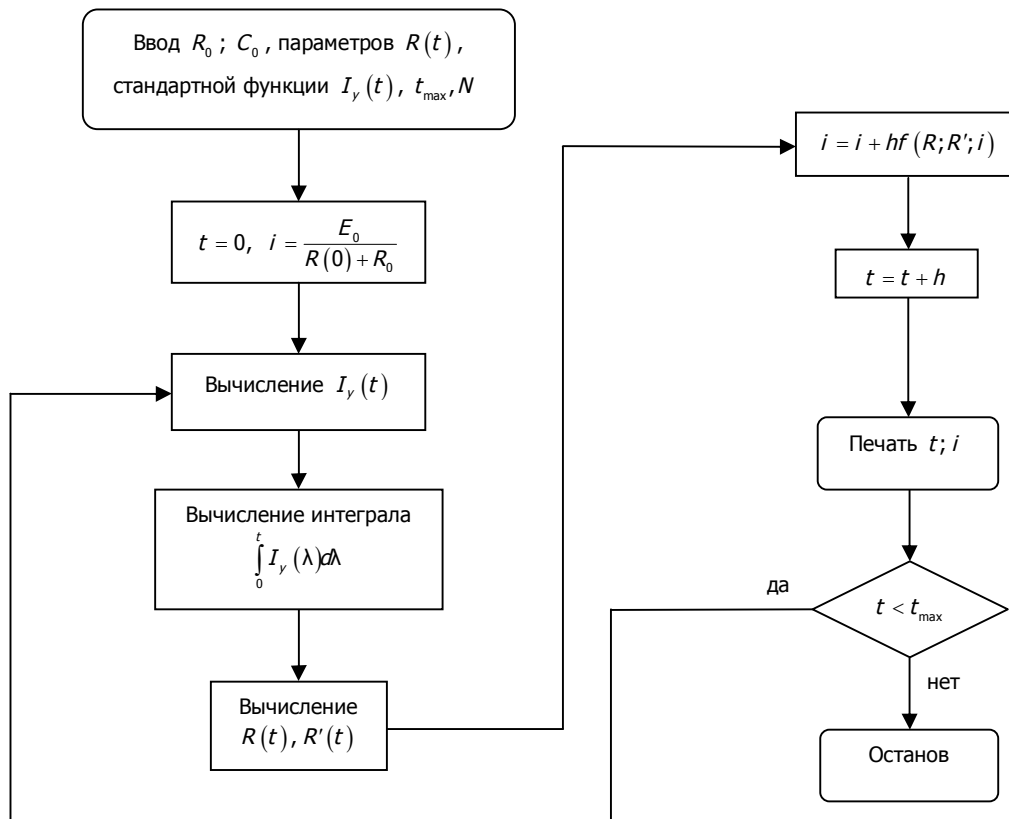 Ввод R₀ ; C₀ , параметров R(t) ,
стандартной функции I_y(t) , t_max , N
t = 0, i = E₀ / (R(0) + R₀)
Вычисление I_y(t)
Вычисление интеграла
∫₀ᵗ I_y(λ)dλ
Вычисление
R(t), R'(t)
i = i + hf(R; R'; i)
t = t + h
Печать t; i
да
t < t_max
нет
Останов